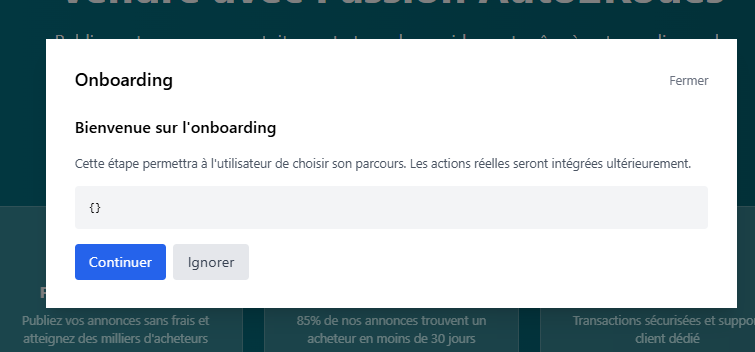 Vendre avec Passion Auto2Roues
Onboarding
Fermer
Bienvenue sur l'onboarding
Cette étape permettra à l'utilisateur de choisir son parcours. Les actions réelles seront intégrées ultérieurement.
{}
Continuer
Ignorer
Publiez vos annonces sans frais et
atteignez des milliers d'acheteurs
85% de nos annonces trouvent un
acheteur en moins de 30 jours
Transactions sécurisées et suppo
client dédié